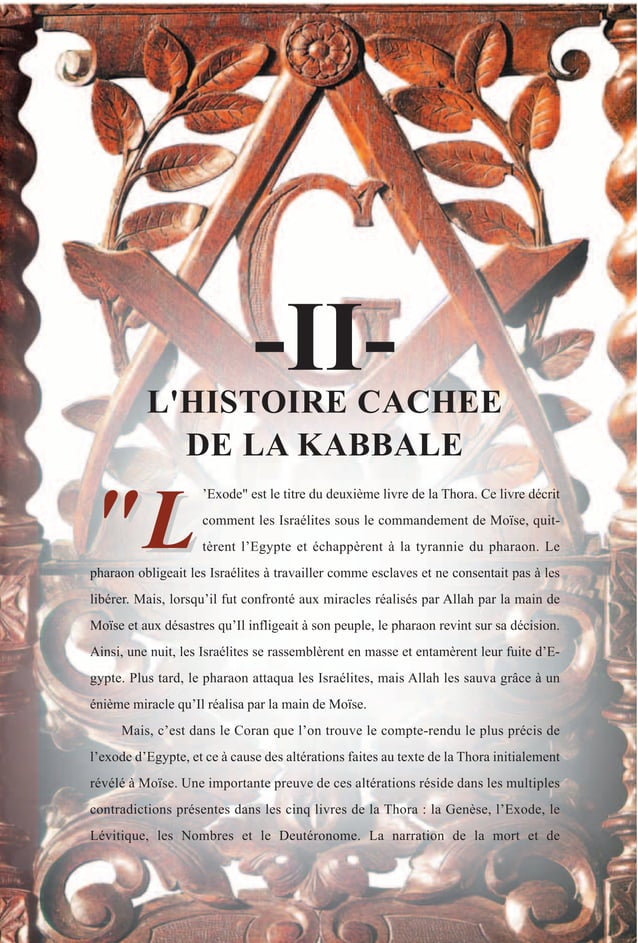 G
-II-
L'HISTOIRE CACHEE
DE LA KABBALE
"L’Exode" est le titre du deuxième livre de la Thora. Ce livre décrit
comment les Israélites sous le commandement de Moïse, quit-
tèrent l’Egypte et échappèrent à la tyrannie du pharaon. Le
pharaon obligeait les Israélites à travailler comme esclaves et ne consentait pas à les
libérer. Mais, lorsqu’il fut confronté aux miracles réalisés par Allah par la main de
Moïse et aux désastres qu’Il infligeait à son peuple, le pharaon revint sur sa décision.
Ainsi, une nuit, les Israélites se rassemblèrent en masse et entamèrent leur fuite d’E-
gypte. Plus tard, le pharaon attaqua les Israélites, mais Allah les sauva grâce à un
énième miracle qu’Il réalisa par la main de Moïse.
Mais, c’est dans le Coran que l’on trouve le compte-rendu le plus précis de
l’exode d’Egypte, et ce à cause des altérations faites au texte de la Thora initialement
révélé à Moïse. Une importante preuve de ces altérations réside dans les multiples
contradictions présentes dans les cinq livres de la Thora : la Genèse, l’Exode, le
Lévitique, les Nombres et le Deutéronome. La narration de la mort et de